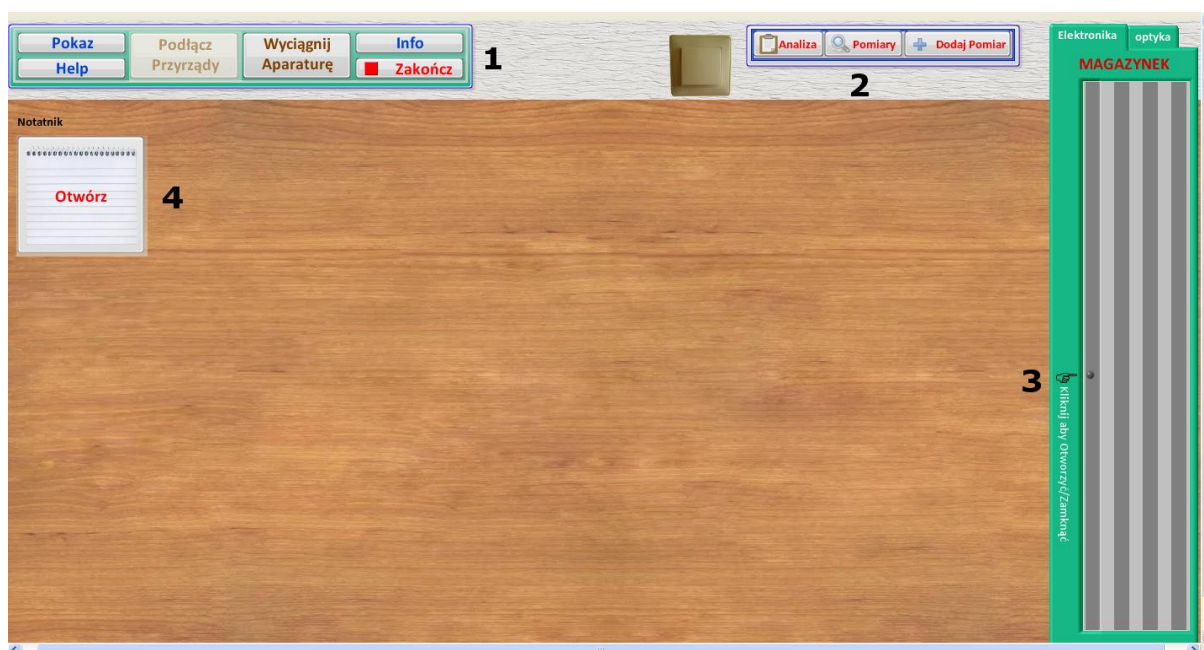 Pokaz
Help
Podłącz
Przyrządy
Wyciągnij
Aparaturę
Info
Zakończ
1
Analiza
Pomiary
Dodaj Pomiar
2
Elektronika
optyka
MAGAZYNEK
Notatnik
Otwórz
4
3
Kliknij aby Otworzyć/Zamknąć